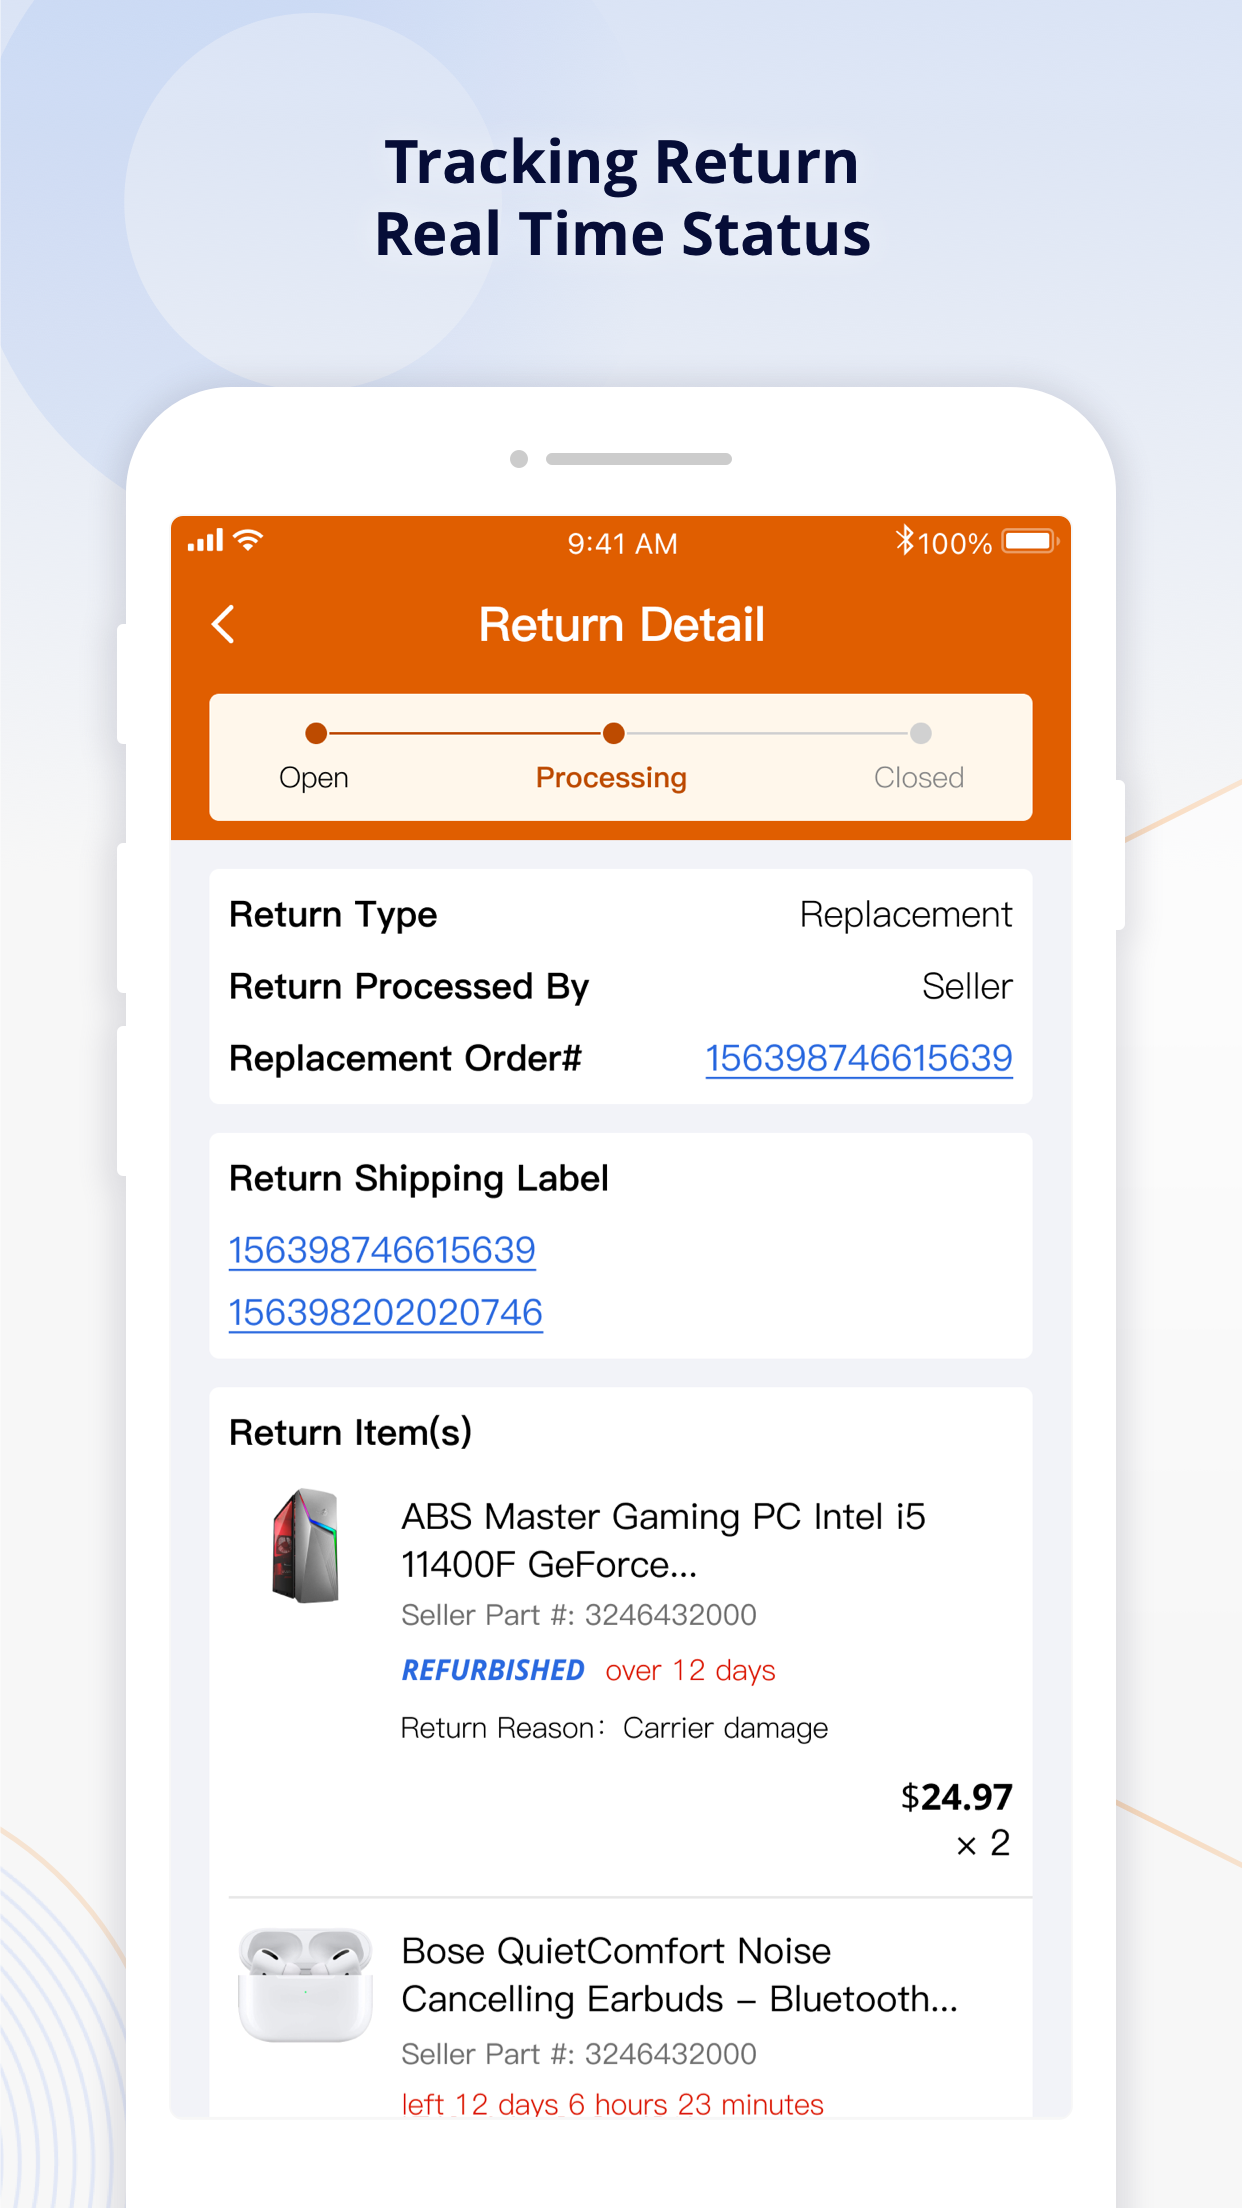 Tracking Return
Real Time Status
9:41 AM
100%
Return Detail
Open
Processing
Closed
Return Type
Replacement
Return Processed By
Seller
Replacement Order#
156398746615639
Return Shipping Label
156398746615639
156398202020746
Return Item(s)
ABS Master Gaming PC Intel i5
11400F GeForce...
Seller Part #: 3246432000
REFURBISHED over 12 days
Return Reason: Carrier damage
$24.97
× 2
Bose QuietComfort Noise
Cancelling Earbuds – Bluetooth...
Seller Part #: 3246432000
left 12 days 6 hours 23 minutes